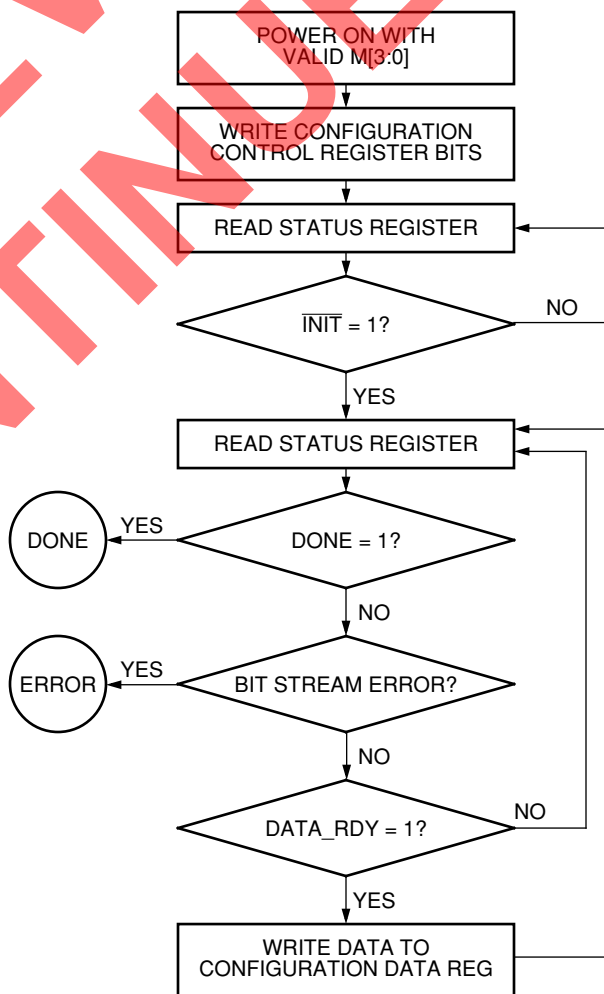 POWER ON WITH
VALID M[3:0]
WRITE CONFIGURATION
CONTROL REGISTER BITS
READ STATUS REGISTER
INIT = 1?
NO
YES
READ STATUS REGISTER
YES
DONE
DONE = 1?
NO
YES
ERROR
BIT STREAM ERROR?
NO
NO
DATA_RDY = 1?
YES
WRITE DATA TO
CONFIGURATION DATA REG
TINUE